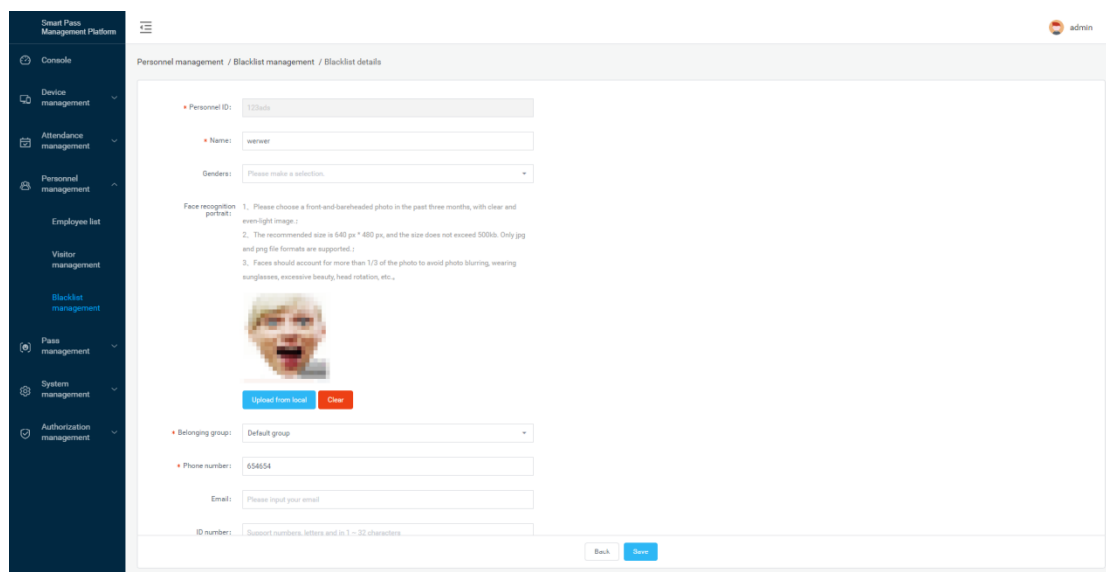 Smart Pass
Management Platform
admin
Console
Personnel management / Blacklist management / Blacklist details
Device
management
* Personnel ID:
123sda
Attendance
management
* Name:
werwer
Personnel
management
Genders:
Please make a selection.
Employee list
Visitor
management
Blacklist
management
Pass
management
System
management
Authorization
management
Face recognition
portrait:
1、Please choose a front-and-bareheaded photo in the past three months, with clear and
even-light image.;
2、The recommended size is 640 px * 480 px, and the size does not exceed 500kb. Only jpg
and png file formats are supported.;
3、Faces should account for more than 1/3 of the photo to avoid photo blurring, wearing
sunglasses, excessive beauty, head rotation, etc.。
Upload from local
Clear
* Belonging group:
Default group
* Phone number:
654654
Email:
Please input your email
ID number:
Support numbers, letters and in 1 ~ 32 characters
Back
Save